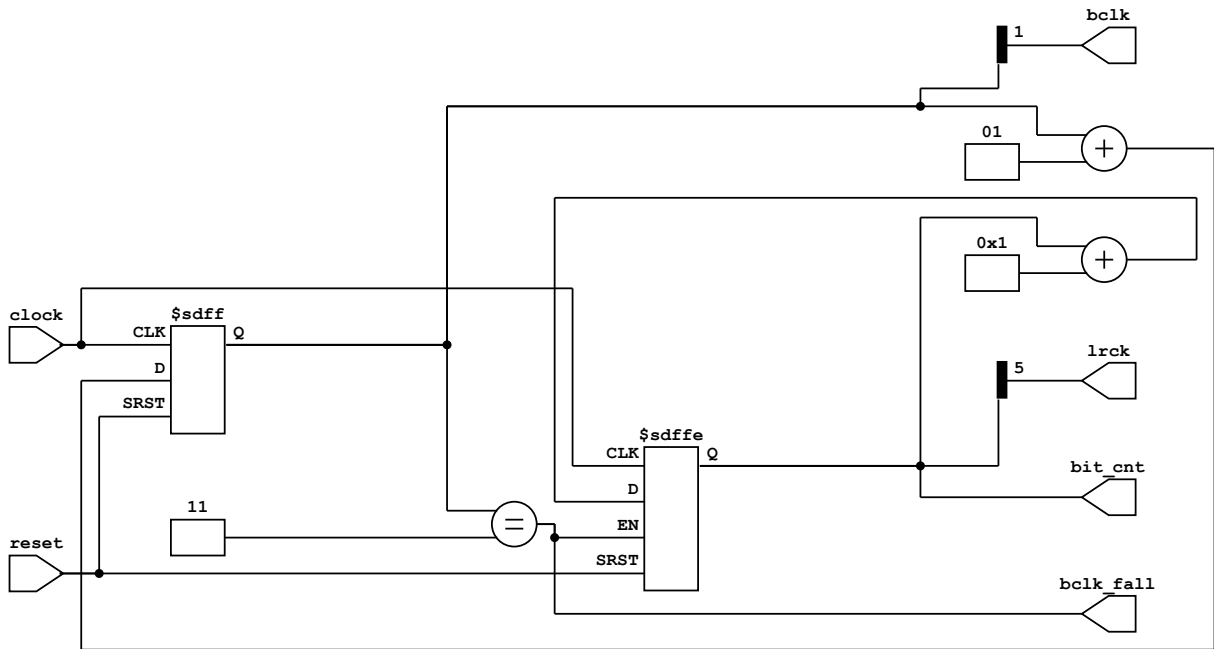 bclk
1
01
0x1
clock
$sdff
CLK
Q
D
SRST
lrck
5
$sdffe
CLK
Q
D
EN
SRST
bit_cnt
11
reset
bclk_fall